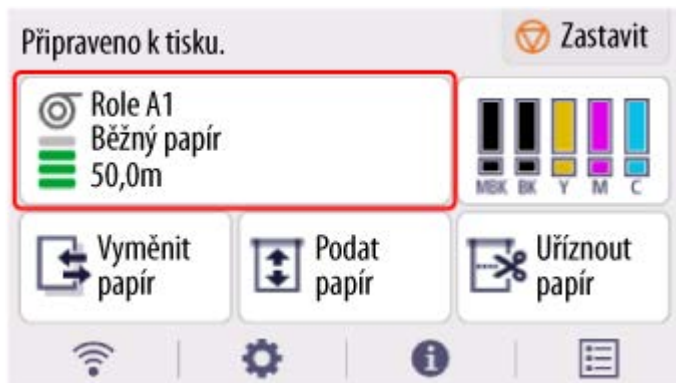 Připraveno k tisku.
Zastavit
Role A1
Běžný papír
50,0m
MBK BK Y M C
Vyměnit
papír
Podat
papír
Uříznout
papír